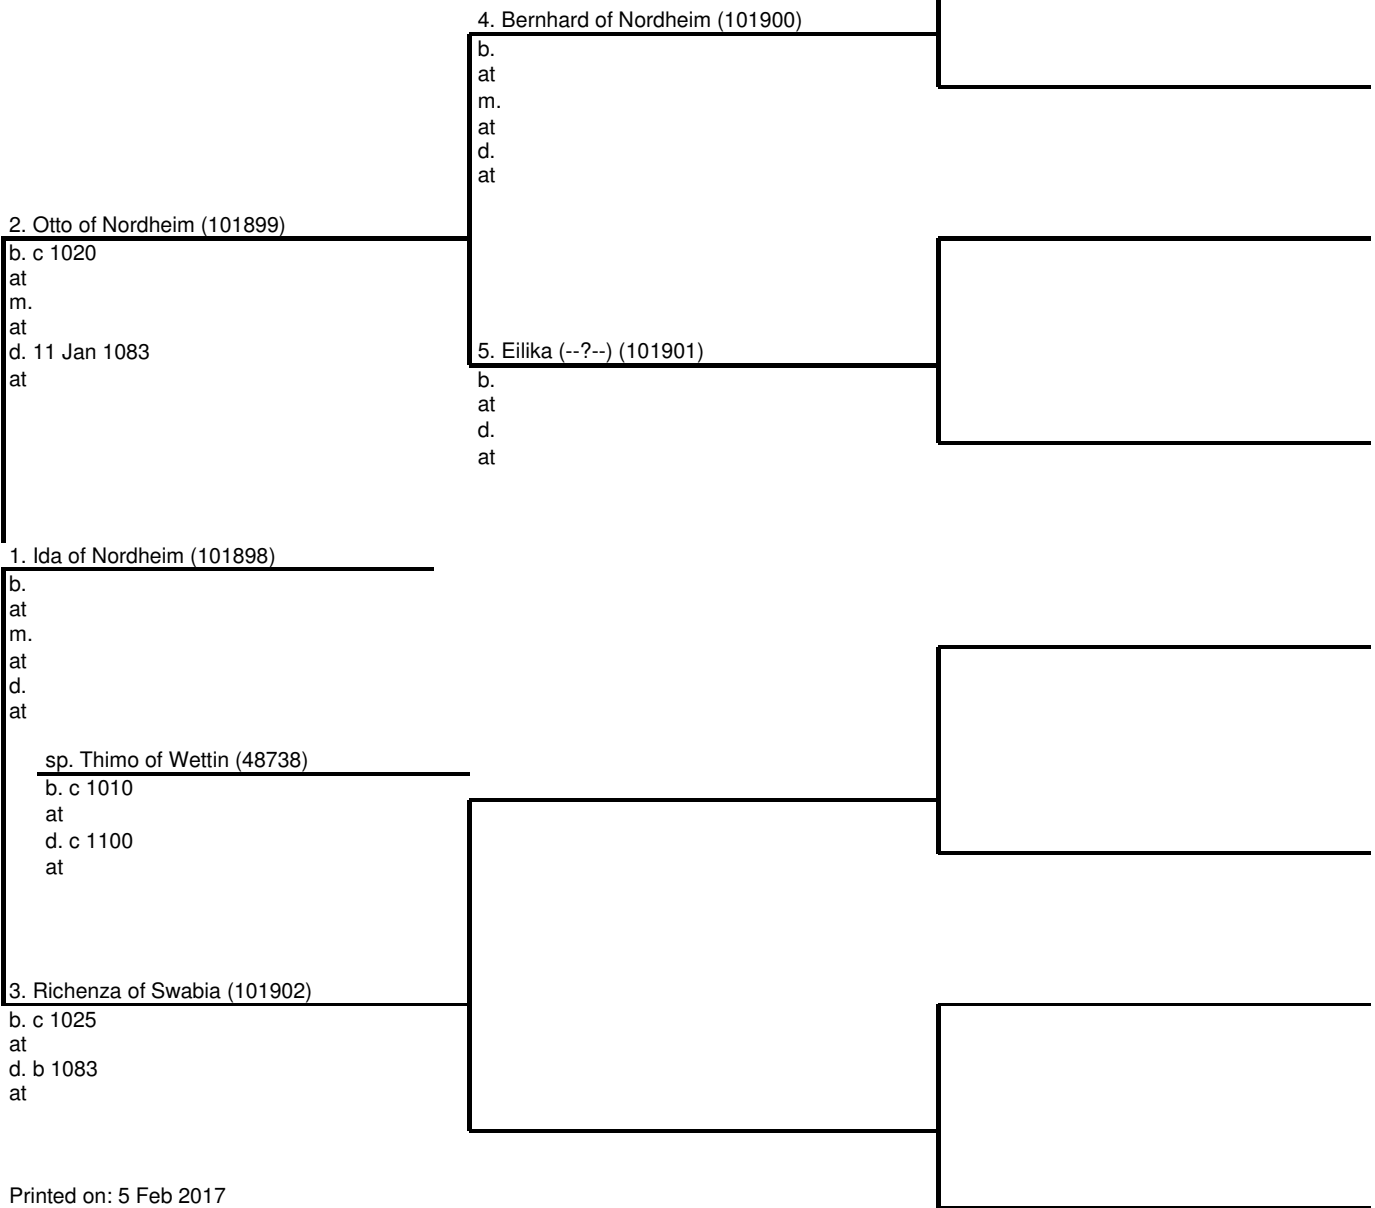 4. Bernhard of Nordheim (101900)
b.
at
m.
at
d.
at
2. Otto of Nordheim (101899)
b. c 1020
at
m.
at
d. 11 Jan 1083
at
5. Eilika (--?--) (101901)
b.
at
d.
at
1. Ida of Nordheim (101898)
b.
at
m.
at
d.
at
sp. Thimo of Wettin (48738)
b. c 1010
at
d. c 1100
at
3. Richenza of Swabia (101902)
b. c 1025
at
d. b 1083
at
Printed on: 5 Feb 2017